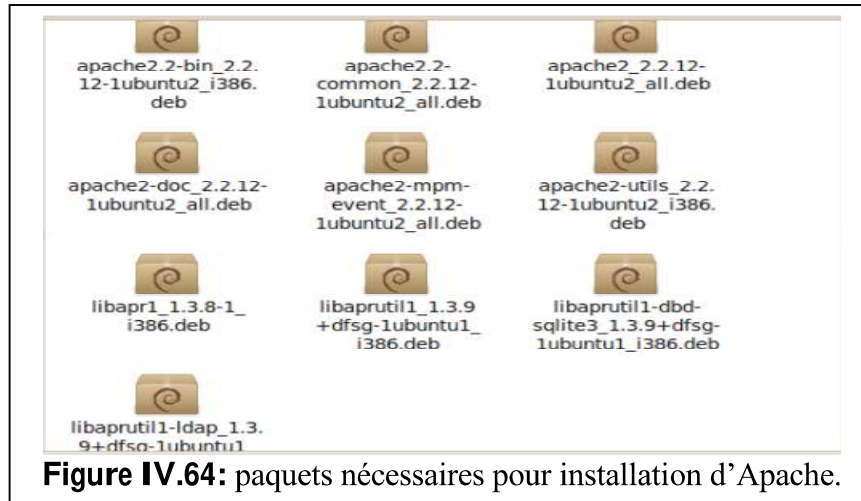 apache2.2-bin_2.2.
12-1ubuntu2_i386.
deb
apache2.2-
common_2.2.12-
1ubuntu2_all.deb
apache2_2.2.12-
1ubuntu2_all.deb
apache2-doc_2.2.12-
1ubuntu2_all.deb
apache2-mpm-
event_2.2.12-
1ubuntu2_all.deb
apache2-utils_2.2.
12-1ubuntu2_i386.
deb
libapr1_1.3.8-1_
i386.deb
libaprutil1_1.3.9
+dfsg-1ubuntu1_
i386.deb
libaprutil1-dbd-
sqlite3_1.3.9+dfsg-
1ubuntu1_i386.deb
libaprutil1-ldap_1.3.
9+dfsg-1ubuntu1
Figure IV.64: paquets nécessaires pour installation d’Apache.